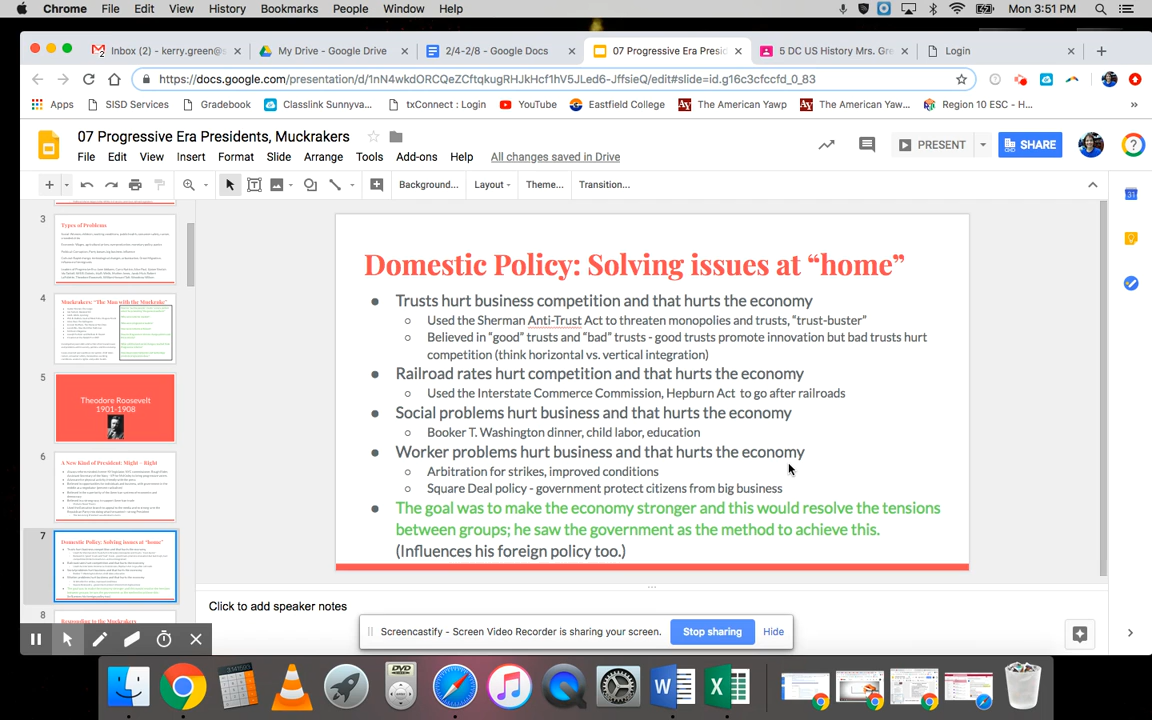 Chrome File Edit View History Bookmarks People Window Help Mon 3:51 PM
Inbox (2) - kerry.green@s My Drive - Google Drive 2/4-2/8 - Google Docs 07 Progressive Era Presid 5 DC US History Mrs. Gre Login
https://docs.google.com/presentation/d/1nN4wkdORCQeZCftqkugRHJkHcf1hV5JLed6-JffsieQ/edit#slide=id.g16c3cfccfd_0_83
Apps SISD Services Gradebook Classlink Sunnyva... txConnect : Login YouTube Eastfield College The American Yawp The American Yaw... Region 10 ESC - H...
07 Progressive Era Presidents, Muckrakers
File Edit View Insert Format Slide Arrange Tools Add-ons Help All changes saved in Drive
PRESENT
SHARE
Background... Layout Theme... Transition...
3
Types of Problems
4
Muckrakers: "The Man with the Muckrake"
5
Theodore Roosevelt
1901-1908
6
A New Kind of President: Might = Right
7
Domestic Policy: Solving issues at "home"
8
Responding to the Muckrakers
Domestic Policy: Solving issues at “home”
● Trusts hurt business competition and that hurts the economy
○ Used the Sherman Anti-Trust Act to threaten monopolies and trusts, “trust-buster”
○ Believed in “good” trusts and “bad” trusts - good trusts promote innovation but bad trusts hurt
competition (think horizontal vs. vertical integration)
● Railroad rates hurt competition and that hurts the economy
○ Used the Interstate Commerce Commission, Hepburn Act to go after railroads
● Social problems hurt business and that hurts the economy
○ Booker T. Washington dinner, child labor, education
● Worker problems hurt business and that hurts the economy
○ Arbitration for strikes, improved conditions
○ Square Deal policy - government protect citizens from big business
● The goal was to make the economy stronger and this would resolve the tensions
between groups; he saw the government as the method to achieve this.
(Influences his foreign policy too.)
Click to add speaker notes
Screencastify - Screen Video Recorder is sharing your screen. Stop sharing Hide